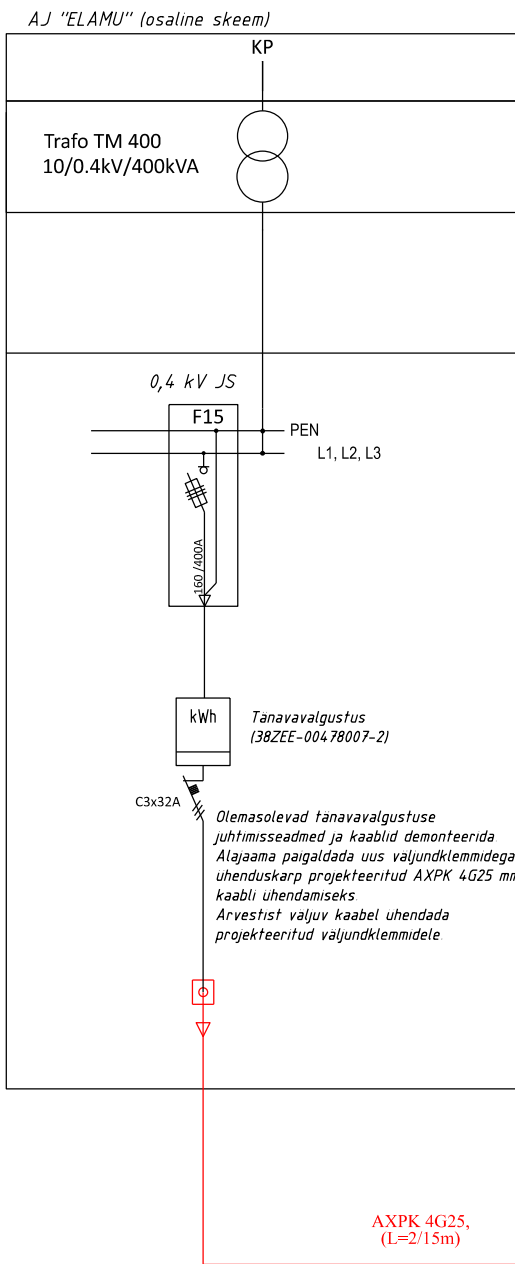 AJ "ELAMU" (osaline skeem)
KP
Trafo TM 400
10/0.4kV/400kVA
0,4 kV JS
F15
PEN
L1, L2, L3
160 /400A
kWh
Tänavavalgustus
(38ZEE-00478007-2)
C3x32A
Olemasolevad tänavavalgustuse
juhtimisseadmed ja kaablid demonteerida.
Alajaama paigaldada uus väljundklemmidega
ühenduskarp projekteeritud AXPK 4G25 mm
kaabli ühendamiseks.
Arvestist väljuv kaabel ühendada
projekteeritud väljundklemmidele.
AXPK 4G25,
(L=2/15m)